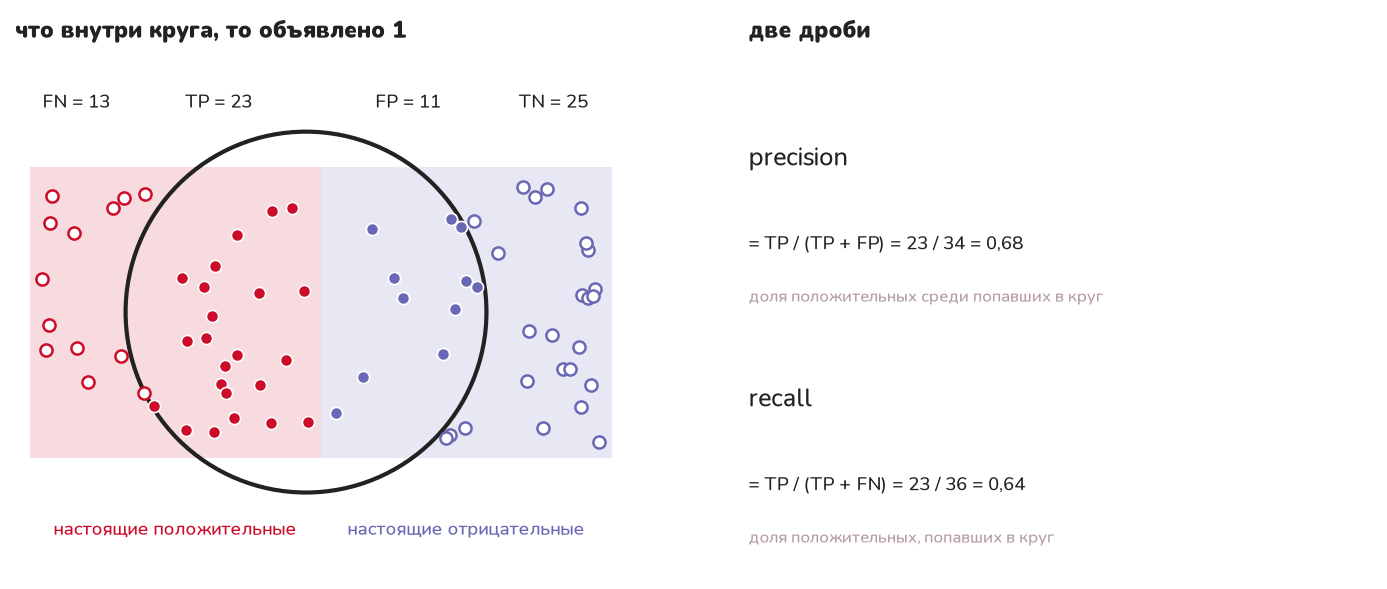 что внутри круга, то объявлено 1
FN = 13
TP = 23
FP = 11
TN = 25
настоящие положительные
настоящие отрицательные
две дроби
precision
= TP / (TP + FP) = 23 / 34 = 0,68
доля положительных среди попавших в круг
recall
= TP / (TP + FN) = 23 / 36 = 0,64
доля положительных, попавших в круг